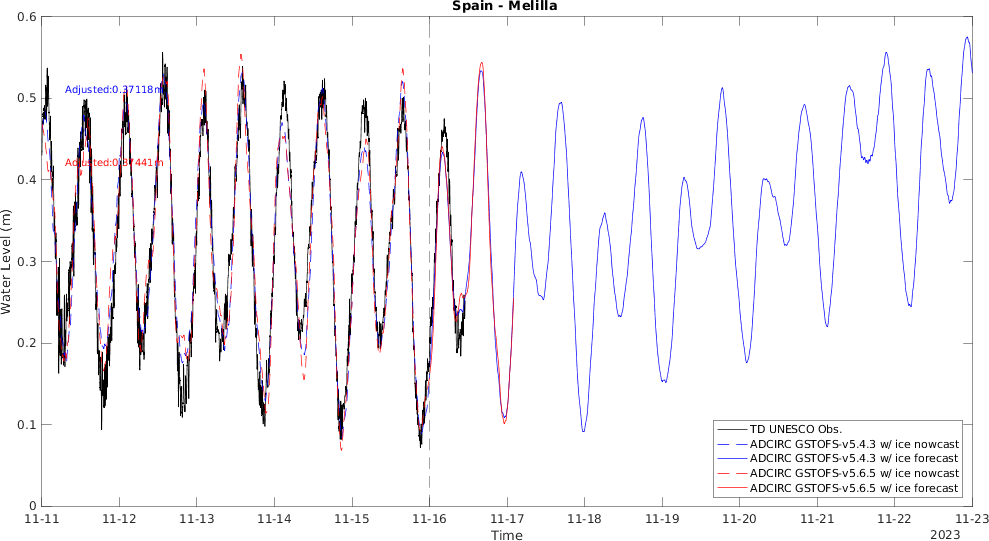 Spain - Melilla
0.6
0.5
0.4
0.3
0.2
0.1
0
Water Level (m)
Adjusted:0.37118m
Adjusted:0.37441m
TD UNESCO Obs.
ADCIRC GSTOFS-v5.4.3 w/ ice nowcast
ADCIRC GSTOFS-v5.4.3 w/ ice forecast
ADCIRC GSTOFS-v5.6.5 w/ ice nowcast
ADCIRC GSTOFS-v5.6.5 w/ ice forecast
11-11 11-12 11-13 11-14 11-15 11-16 11-17 11-18 11-19 11-20 11-21 11-22 11-23
Time
2023